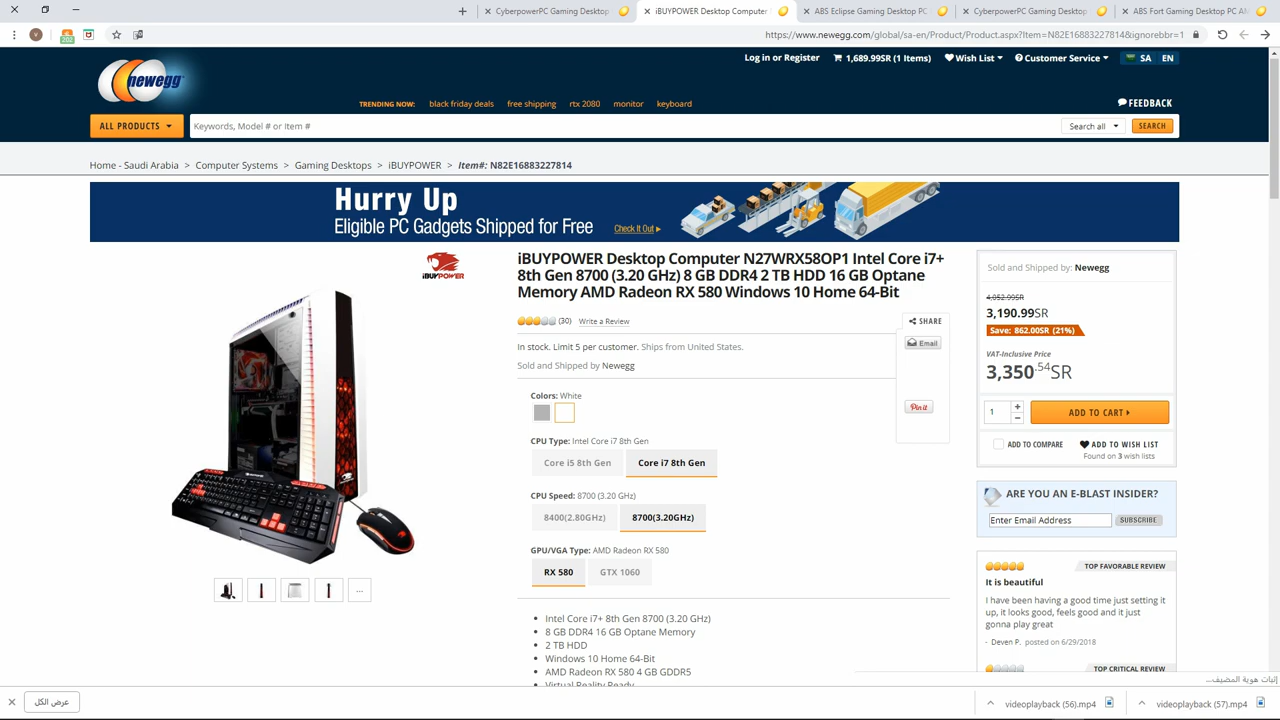 CyberpowerPC Gaming Desktop
iBUYPOWER Desktop Computer
ABS Eclipse Gaming Desktop PC
CyberpowerPC Gaming Desktop
ABS Fort Gaming Desktop PC AM
202
https://www.newegg.com/global/sa-en/Product/Product.aspx?Item=N82E16883227814&ignorebbr=1
newegg
Log in or Register
1,689.99SR (1 Items)
Wish List
Customer Service
SA
EN
TRENDING NOW:
black friday deals
free shipping
rtx 2080
monitor
keyboard
FEEDBACK
ALL PRODUCTS
Keywords, Model # or Item #
Search all
SEARCH
Home - Saudi Arabia > Computer Systems > Gaming Desktops > iBUYPOWER > Item#: N82E16883227814
Hurry Up
Eligible PC Gadgets Shipped for Free
Check It Out
iBUYPOWER
iBUYPOWER Desktop Computer N27WRX58OP1 Intel Core i7+
8th Gen 8700 (3.20 GHz) 8 GB DDR4 2 TB HDD 16 GB Optane
Memory AMD Radeon RX 580 Windows 10 Home 64-Bit
(30)
Write a Review
SHARE
Email
Pin it
In stock. Limit 5 per customer. Ships from United States.
Sold and Shipped by Newegg
Colors: White
CPU Type: Intel Core i7 8th Gen
Core i5 8th Gen
Core i7 8th Gen
CPU Speed: 8700 (3.20 GHz)
8400(2.80GHz)
8700(3.20GHz)
GPU/VGA Type: AMD Radeon RX 580
RX 580
GTX 1060
...
Intel Core i7+ 8th Gen 8700 (3.20 GHz)
8 GB DDR4 16 GB Optane Memory
2 TB HDD
Windows 10 Home 64-Bit
AMD Radeon RX 580 4 GB GDDR5
Virtual Reality Ready
Sold and Shipped by: Newegg
4,052.99SR
3,190.99SR
Save: 862.00SR (21%)
VAT-Inclusive Price
3,350.54SR
1
+
−
ADD TO CART
ADD TO COMPARE
ADD TO WISH LIST
Found on 3 wish lists
ARE YOU AN E-BLAST INSIDER?
Enter Email Address
SUBSCRIBE
TOP FAVORABLE REVIEW
It is beautiful
I have been having a good time just setting it
up, it looks good, feels good and it just
gonna play great
- Deven P. posted on 6/29/2018
TOP CRITICAL REVIEW
إثبات هوية المضيف...
عرض الكل
videoplayback (56).mp4
videoplayback (57).mp4